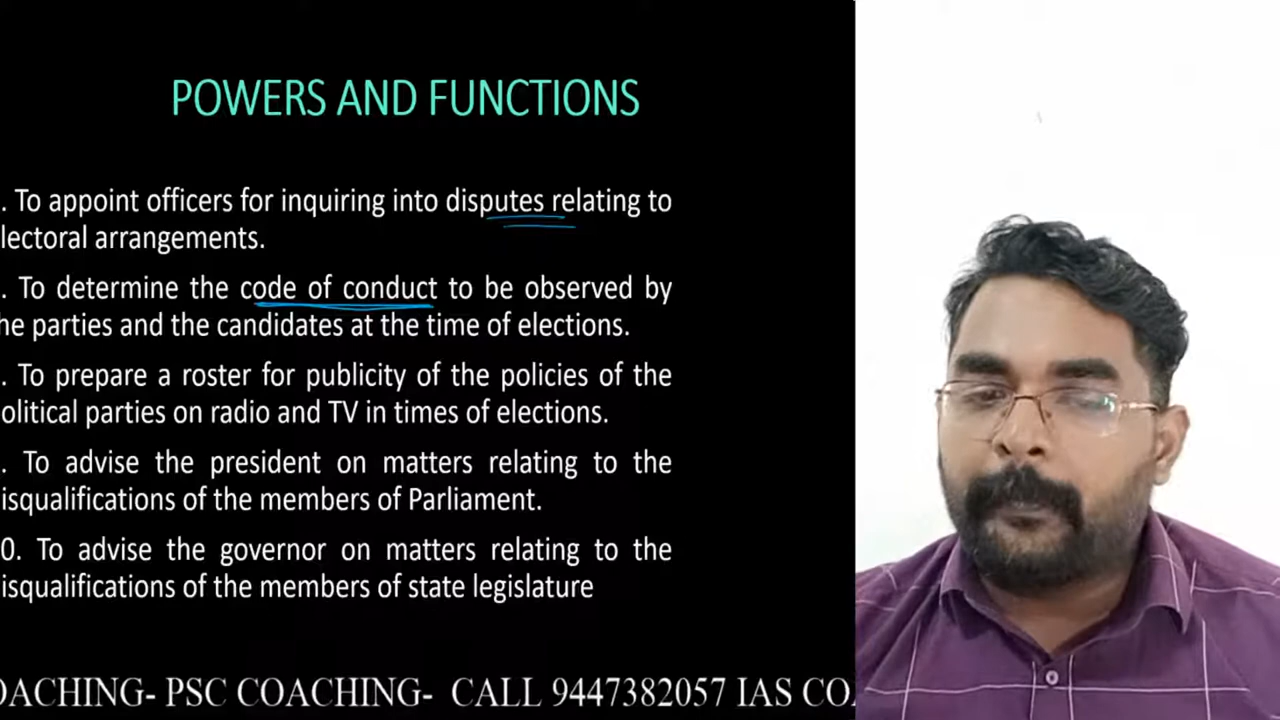 POWERS AND FUNCTIONS
. To appoint officers for inquiring into disputes relating to
lectoral arrangements.
. To determine the code of conduct to be observed by
he parties and the candidates at the time of elections.
. To prepare a roster for publicity of the policies of the
olitical parties on radio and TV in times of elections.
. To advise the president on matters relating to the
isqualifications of the members of Parliament.
0. To advise the governor on matters relating to the
isqualifications of the members of state legislature
OACHING- PSC COACHING- CALL 9447382057 IAS COA